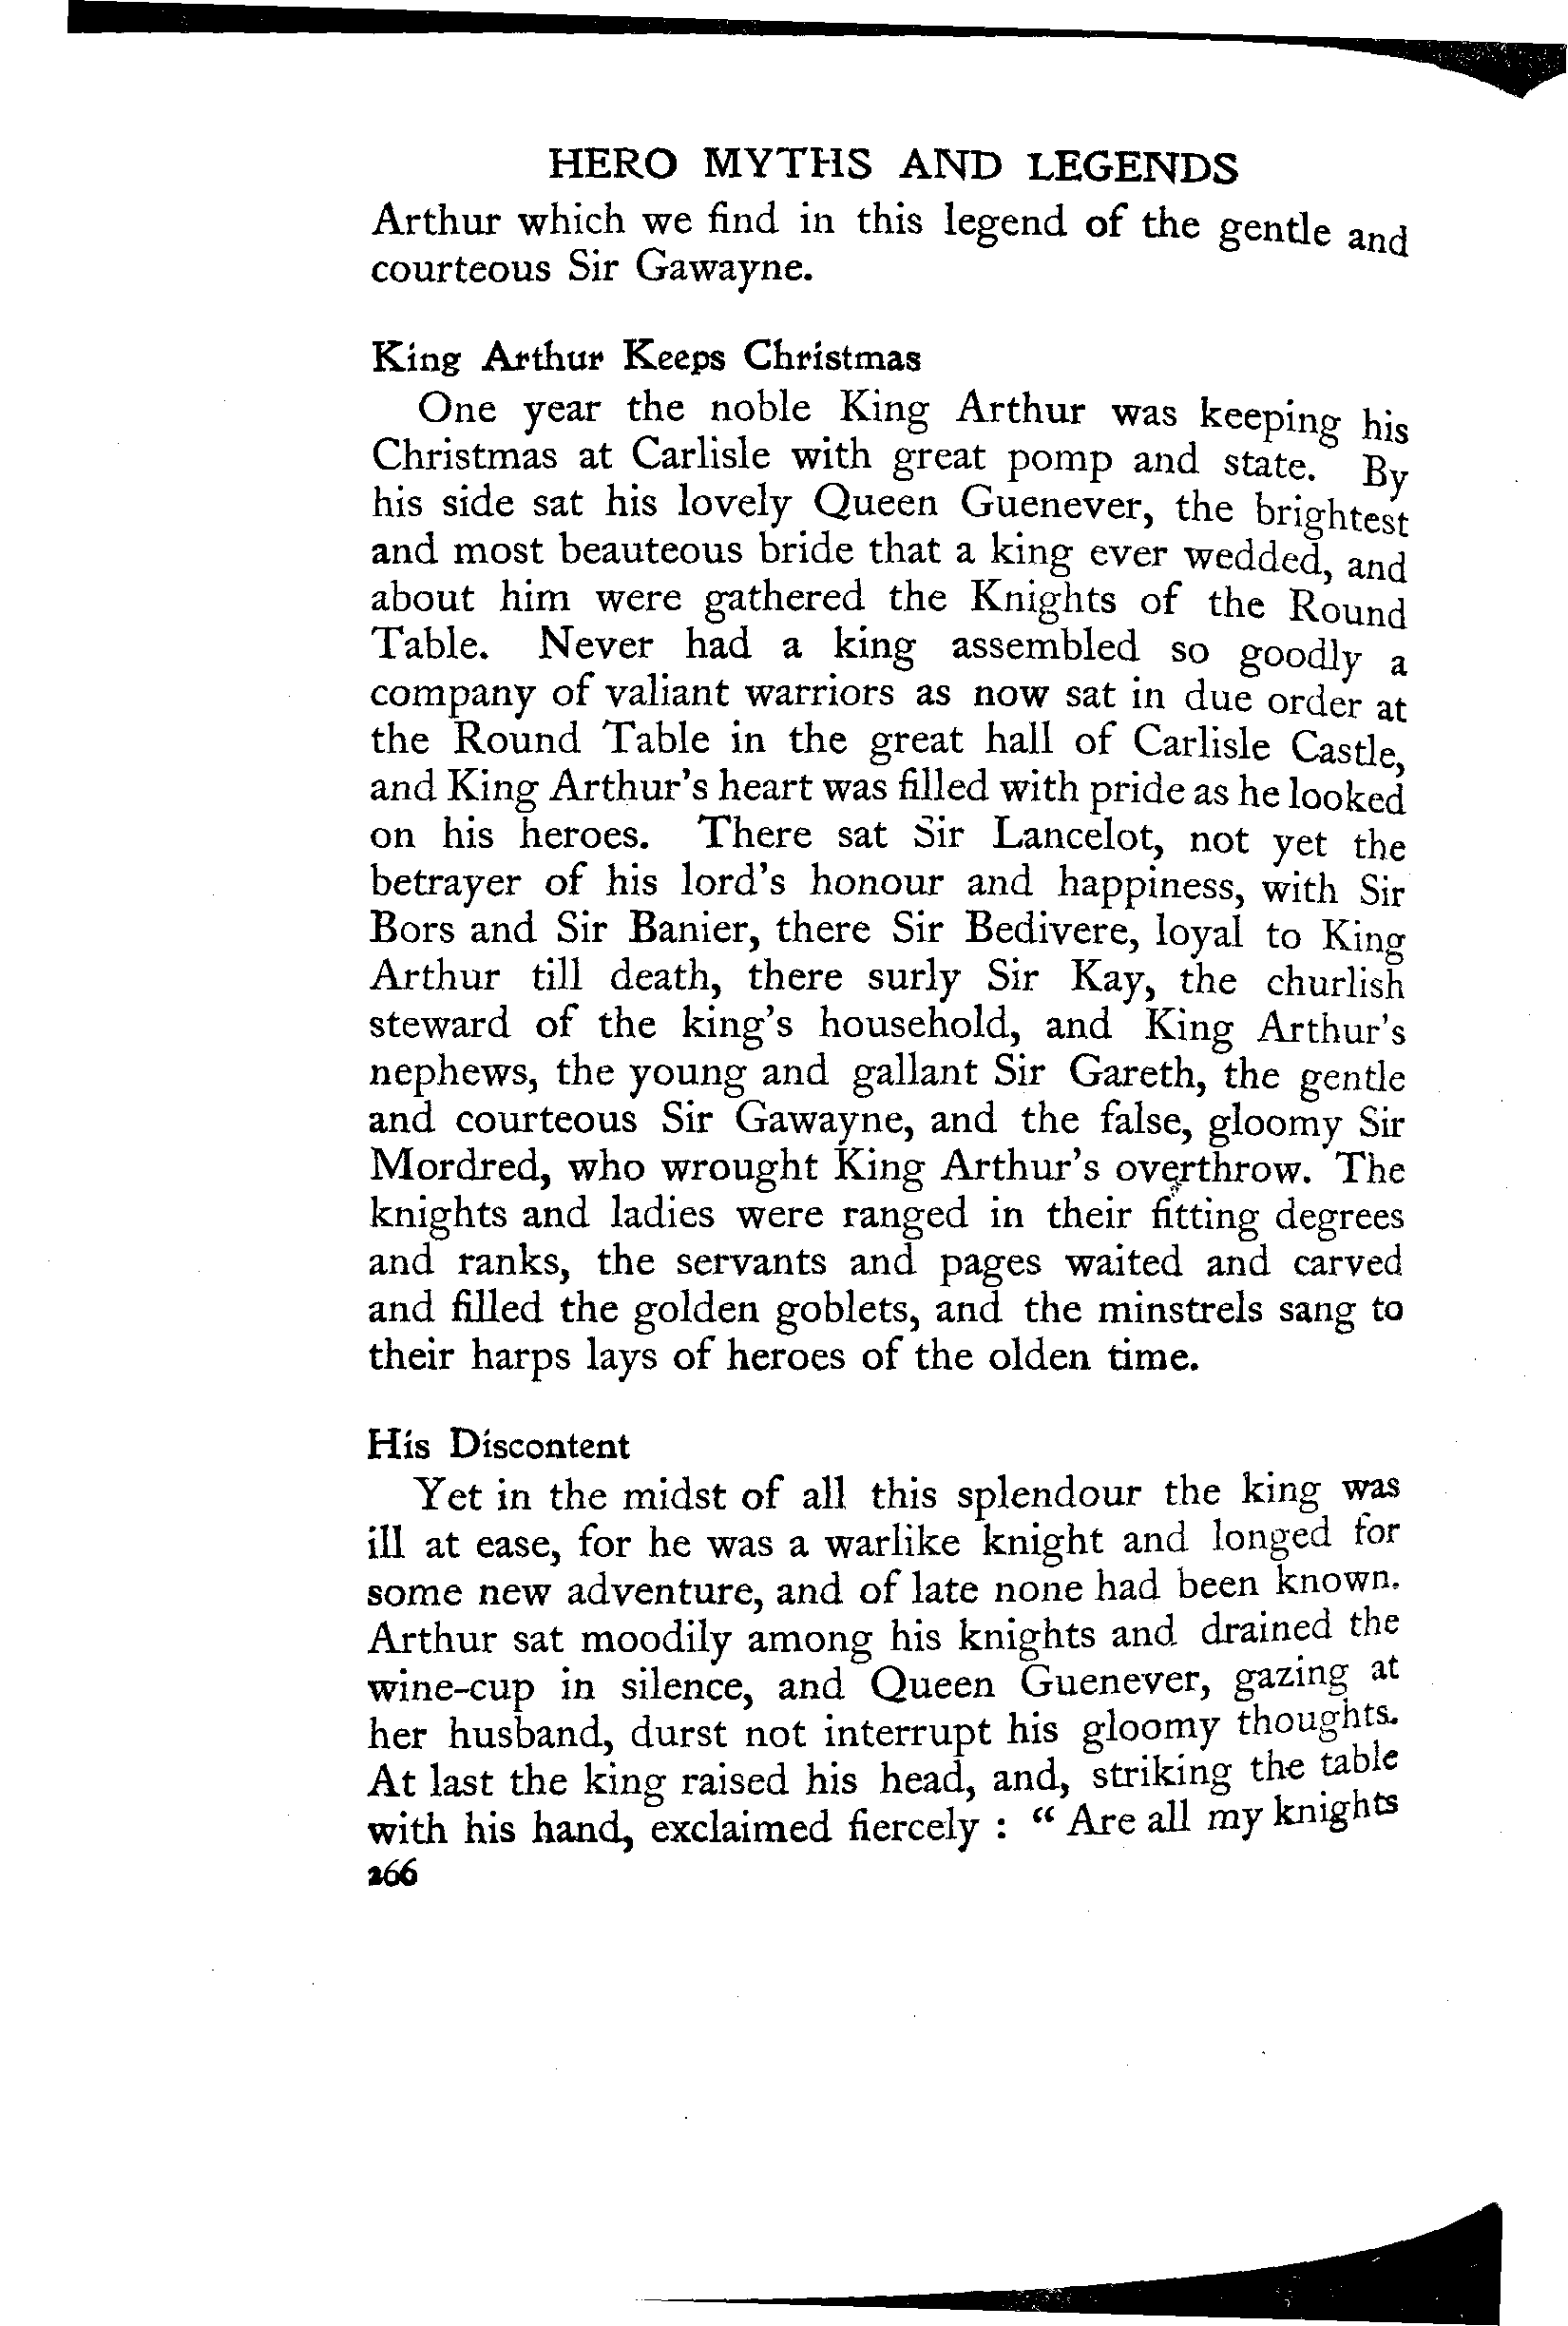 HERO MYTHS AND LEGENDS
Arthur which we find in this legend of the gentle and
courteous Sir Gawayne.
King Arthur Keeps Christmas
One year the noble King Arthur was keeping his
Christmas at Carlisle with great pomp and state. By
his side sat his lovely Queen Guenever, the brightest
and most beauteous bride that a king ever wedded, and
about him were gathered the Knights of the Round
Table. Never had a king assembled so goodly a
company of valiant warriors as now sat in due order at
the Round Table in the great hall of Carlisle Castle,
and King Arthur's heart was filled with pride as he looked
on his heroes. There sat Sir Lancelot, not yet the
betrayer of his lord's honour and happiness, with Sir
Bors and Sir Banier, there Sir Bedivere, loyal to King
Arthur till death, there surly Sir Kay, the churlish
steward of the king's household, and King Arthur's
nephews, the young and gallant Sir Gareth, the gentle
and courteous Sir Gawayne, and the false, gloomy Sir
Mordred, who wrought King Arthur's overthrow. The
knights and ladies were ranged in their fitting degrees
and ranks, the servants and pages waited and carved
and filled the golden goblets, and the minstrels sang to
their harps lays of heroes of the olden time.
His Discontent
Yet in the midst of all this splendour the king was
ill at ease, for he was a warlike knight and longed for
some new adventure, and of late none had been known.
Arthur sat moodily among his knights and drained the
wine-cup in silence, and Queen Guenever, gazing at
her husband, durst not interrupt his gloomy thoughts.
At last the king raised his head, and, striking the table
with his hand, exclaimed fiercely : “ Are all my knights
266